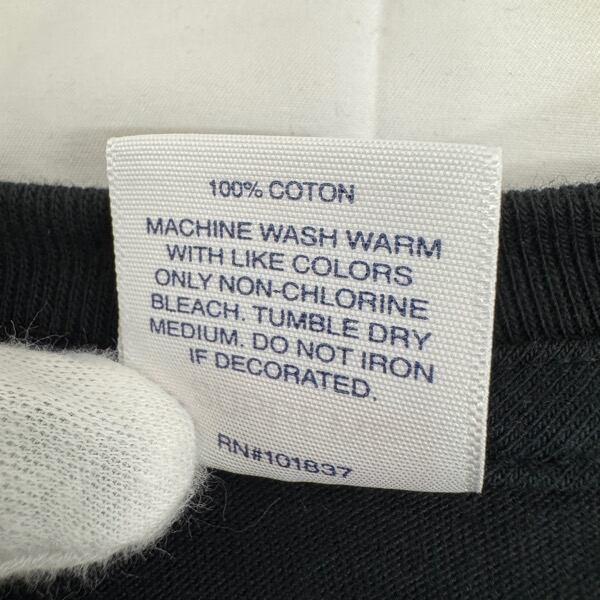 100% COTON
MACHINE WASH WARM
WITH LIKE COLORS
ONLY NON-CHLORINE
BLEACH. TUMBLE DRY
MEDIUM. DO NOT IRON
IF DECORATED.
RN#101837